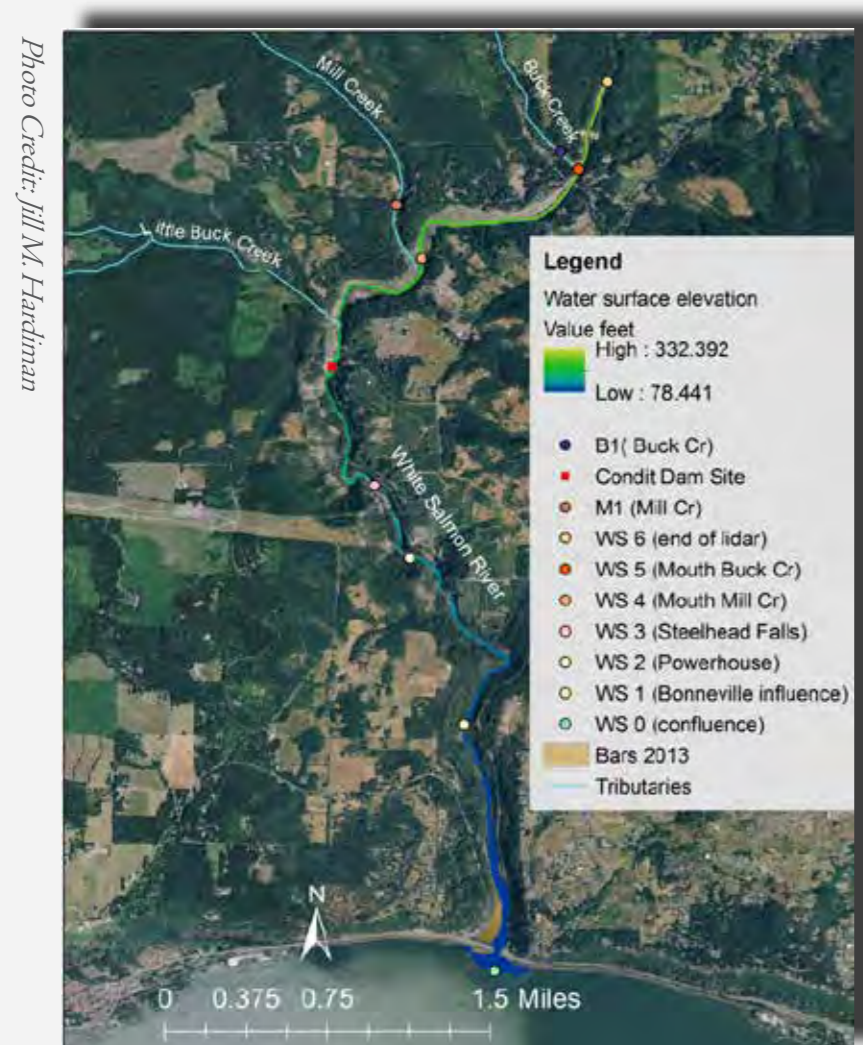 Photo Credit: Jill M. Hardiman
Mill Creek
Buck Creek
Little Buck Creek
White Salmon River
Legend
Water surface elevation
Value feet
High : 332.392
Low : 78.441
B1( Buck Cr)
Condit Dam Site
M1 (Mill Cr)
WS 6 (end of lidar)
WS 5 (Mouth Buck Cr)
WS 4 (Mouth Mill Cr)
WS 3 (Steelhead Falls)
WS 2 (Powerhouse)
WS 1 (Bonneville influence)
WS 0 (confluence)
Bars 2013
Tributaries
N
0 0.375 0.75 1.5 Miles